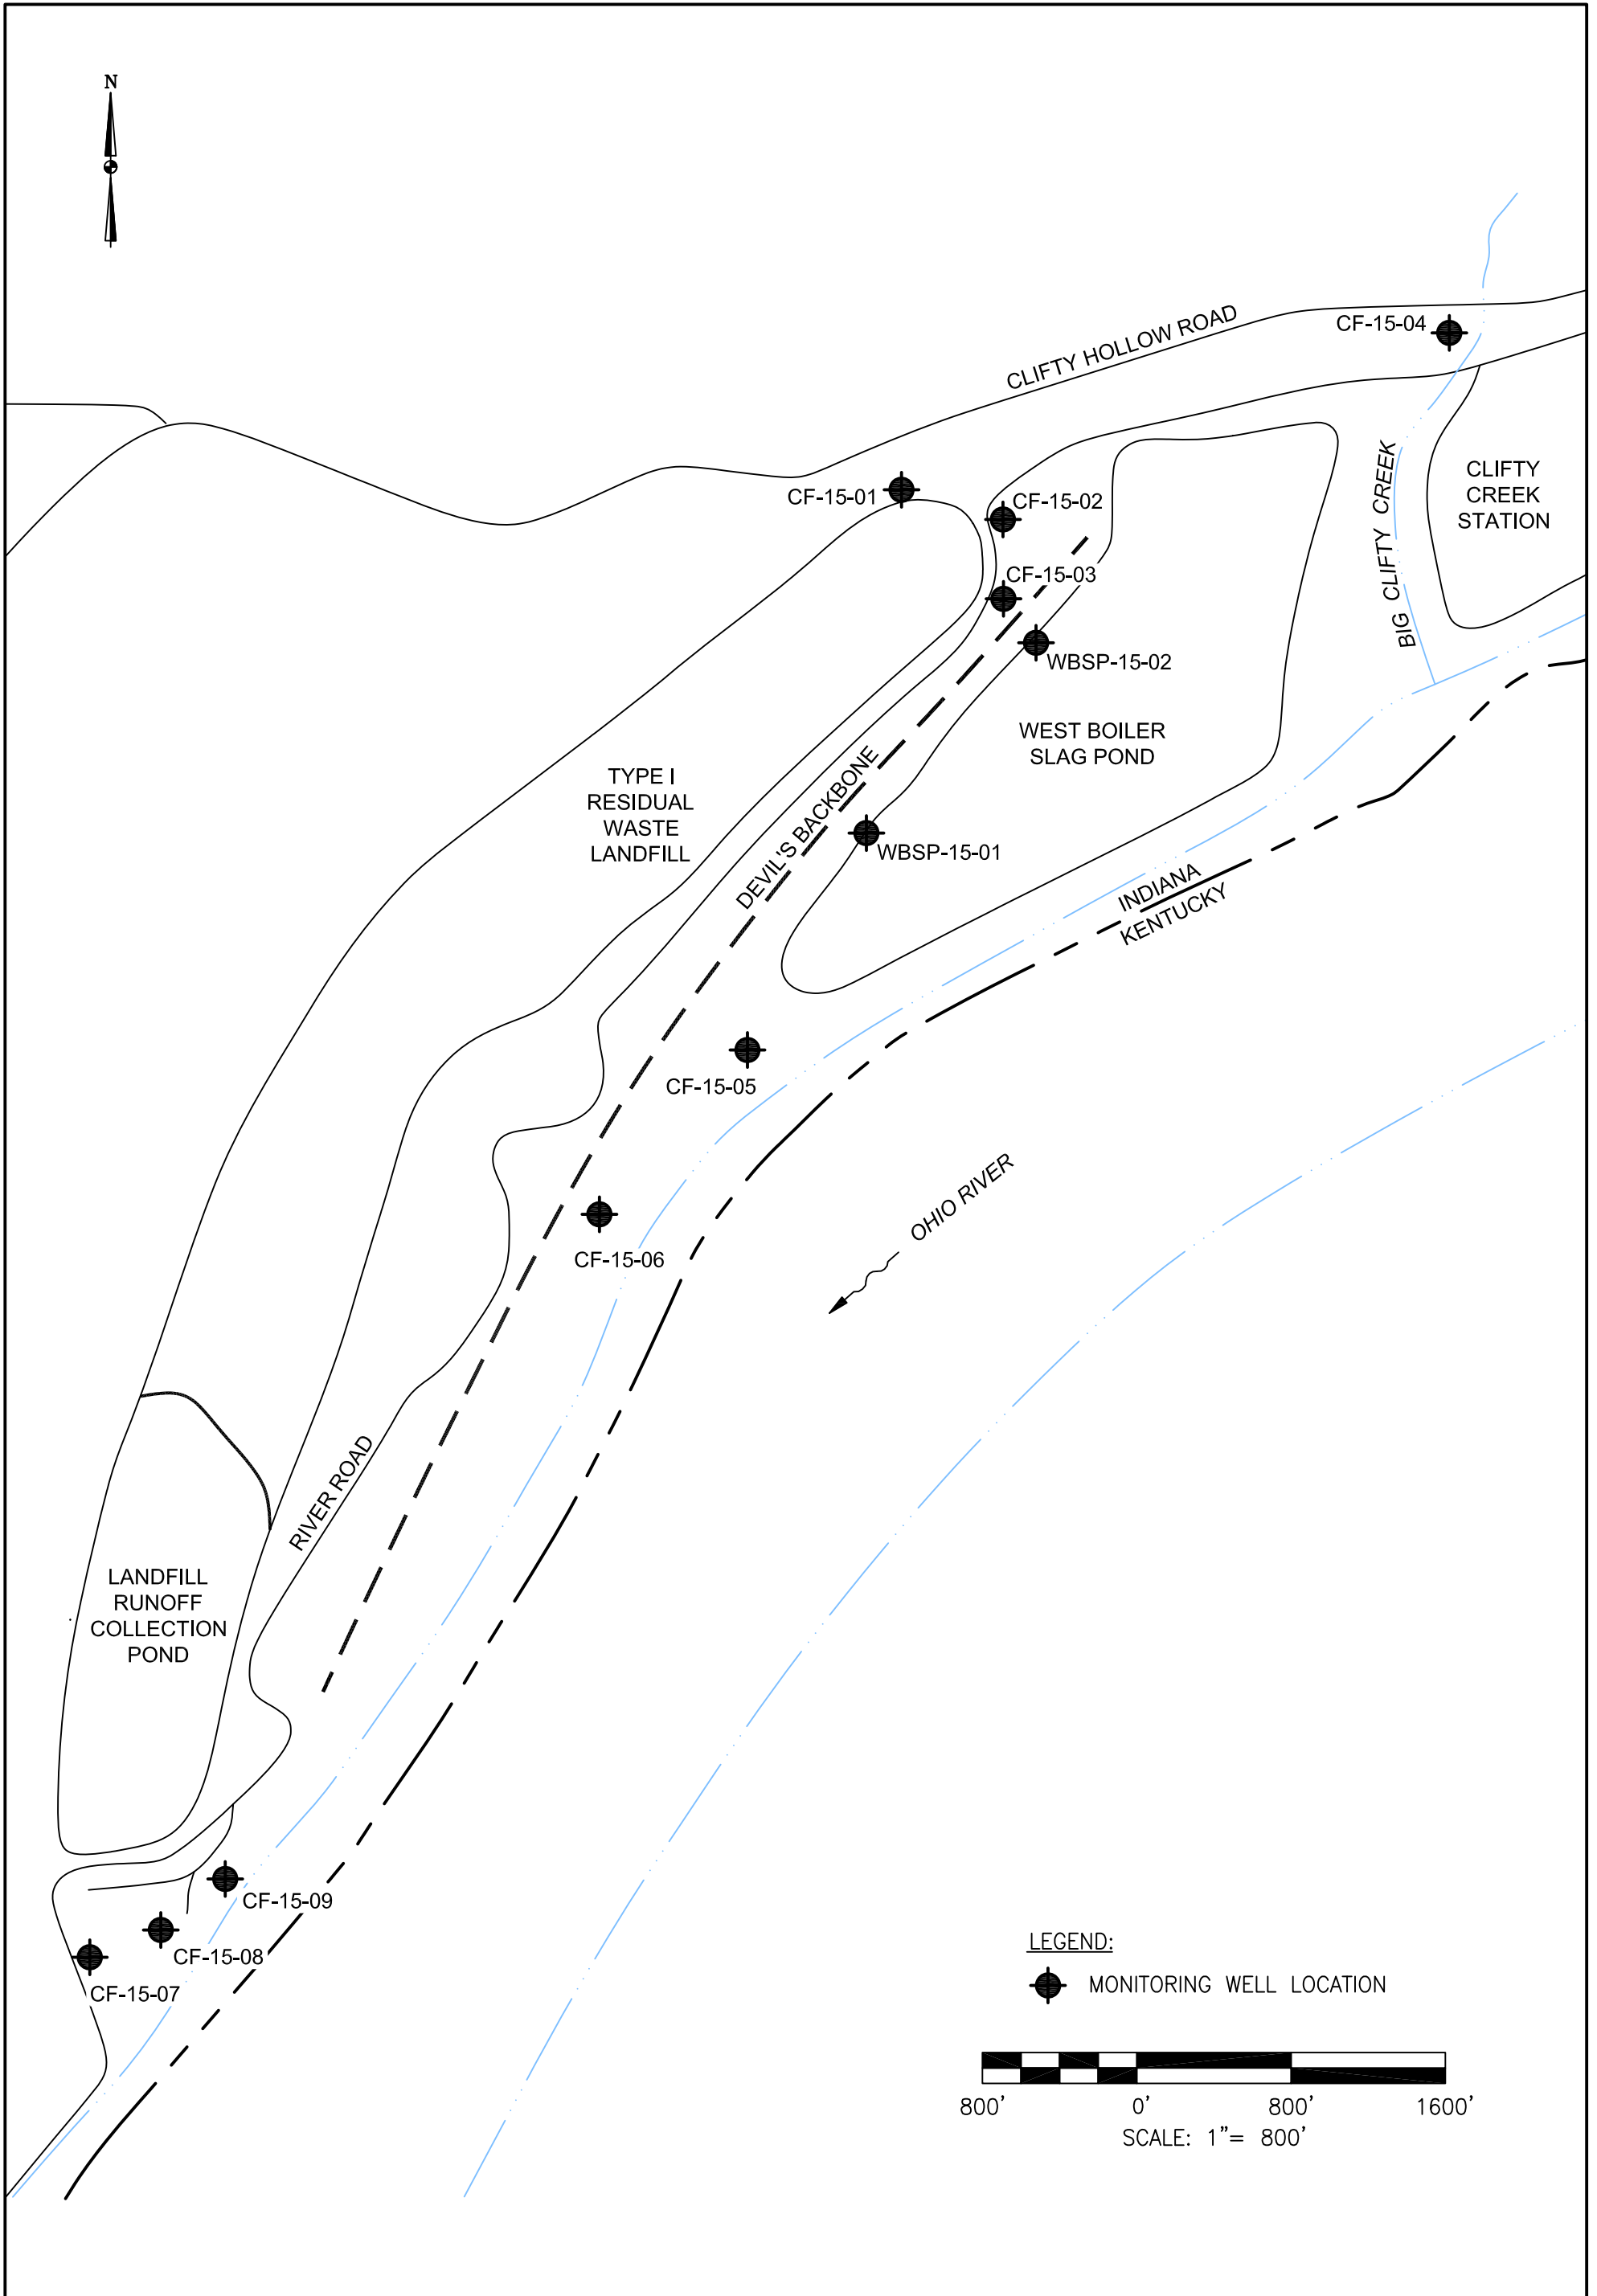 N
CLIFTY HOLLOW ROAD
CF-15-04
CF-15-01
CF-15-02
BIG CLIFTY CREEK
CLIFTY
CREEK
STATION
CF-15-03
WBSP-15-02
WEST BOILER
SLAG POND
TYPE I
RESIDUAL
WASTE
LANDFILL
DEVIL'S BACKBONE
WBSP-15-01
INDIANA
KENTUCKY
CF-15-05
OHIO RIVER
CF-15-06
RIVER ROAD
LANDFILL
RUNOFF
COLLECTION
POND
CF-15-09
CF-15-08
CF-15-07
LEGEND:
MONITORING WELL LOCATION
800' 0' 800' 1600'
SCALE: 1"= 800'